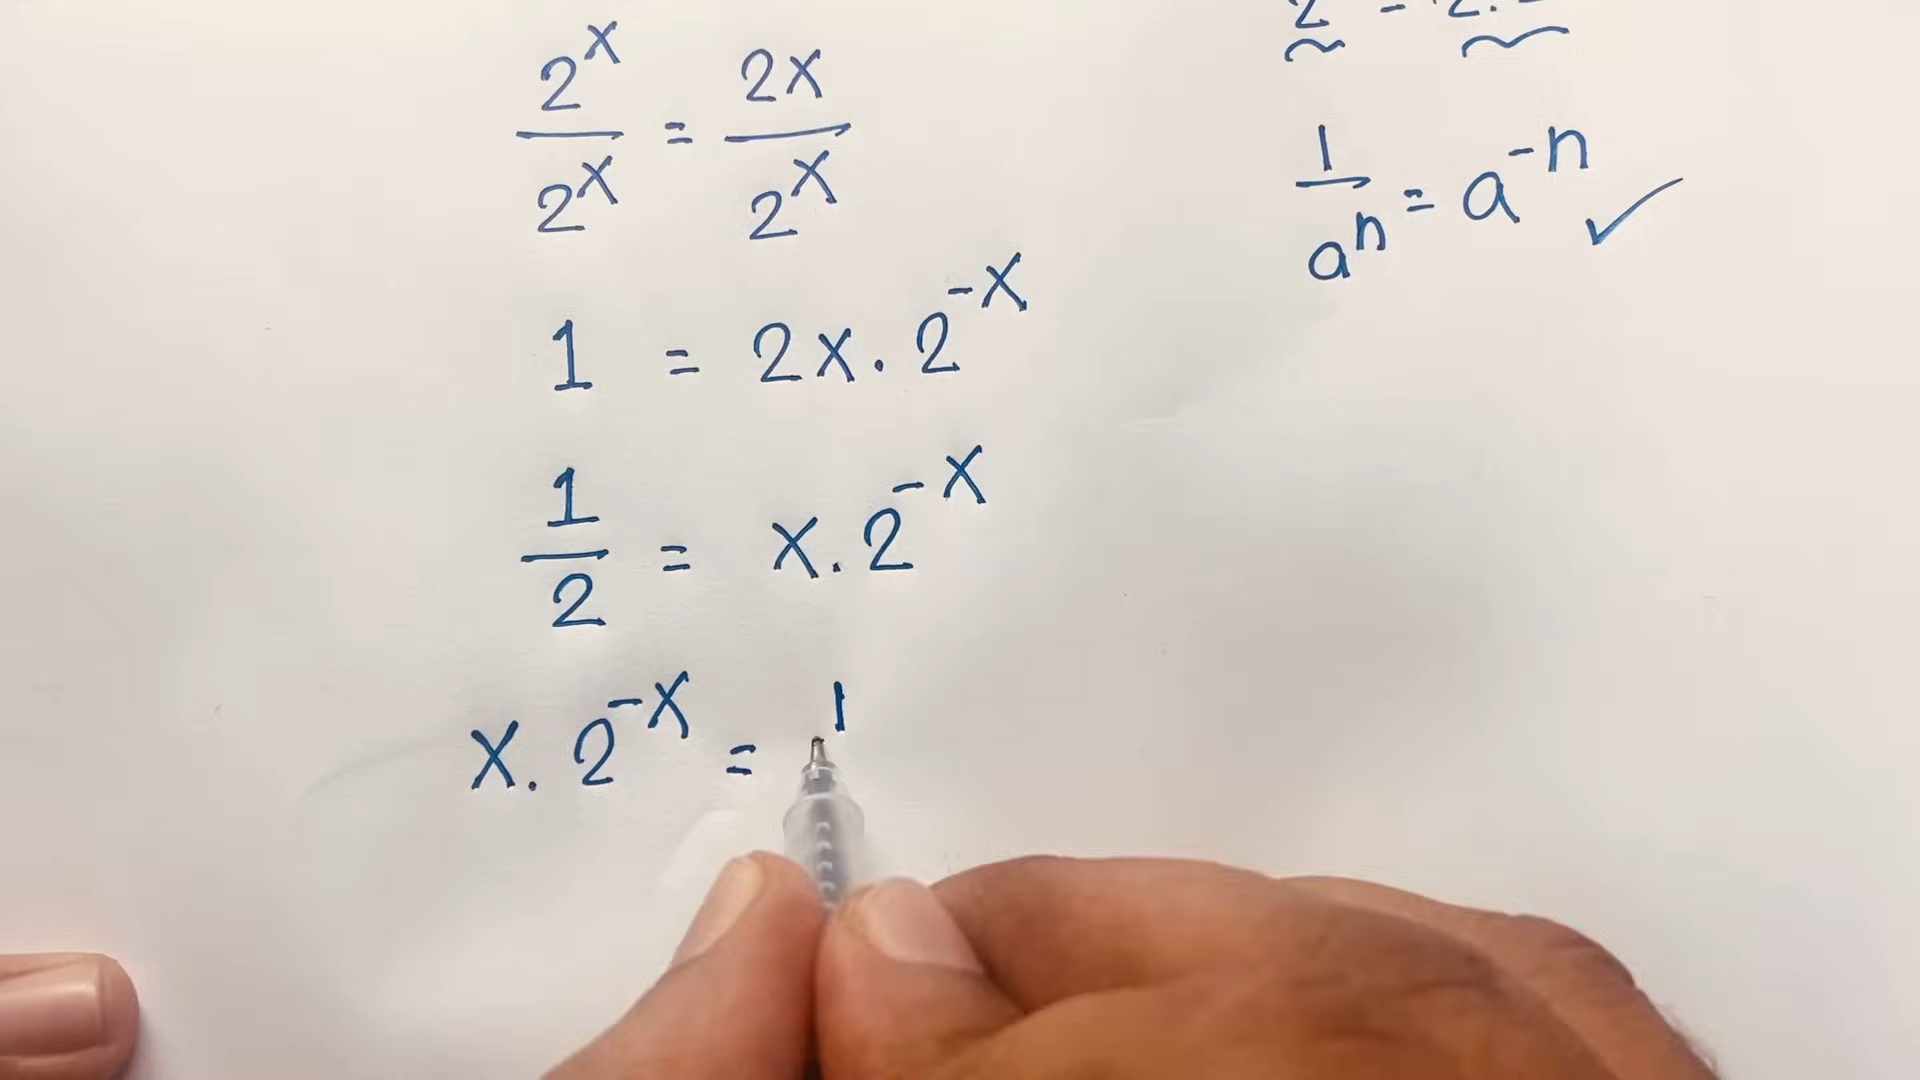 2^x / 2^x = 2x / 2^x
1 = 2x . 2^-x
1/2 = x . 2^-x
x . 2^-x = 1
1 / a^n = a^-n ✓